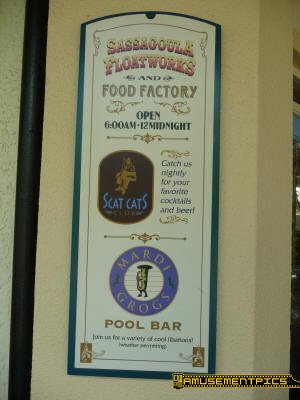 SASSAGOULA
FLOATWORKS
AND
FOOD FACTORY
OPEN
6:00AM-12MIDNIGHT
SCAT CATS
CLUB
Catch us
nightly
for your
favorite
cocktails
and beer!
MARDI
GROGS
POOL BAR
Join us for a variety of cool libations!
(weather permitting)
AMUSEMENTPICS